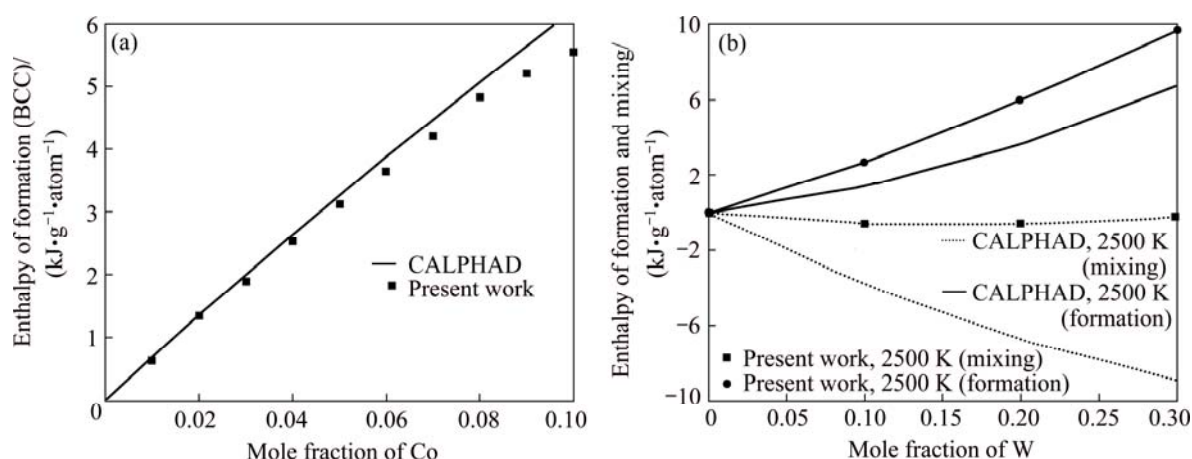 (a)
Enthalpy of formation (BCC)/
(kJ•g⁻¹•atom⁻¹)
6
5
4
3
2
1
0
0.02
0.04
0.06
0.08
0.10
Mole fraction of Co
CALPHAD
Present work
(b)
Enthalpy of formation and mixing/
(kJ•g⁻¹•atom⁻¹)
10
6
2
−2
−6
−10
0
0.05
0.10
0.15
0.20
0.25
0.30
Mole fraction of W
CALPHAD, 2500 K
(mixing)
CALPHAD, 2500 K
(formation)
Present work, 2500 K (mixing)
Present work, 2500 K (formation)